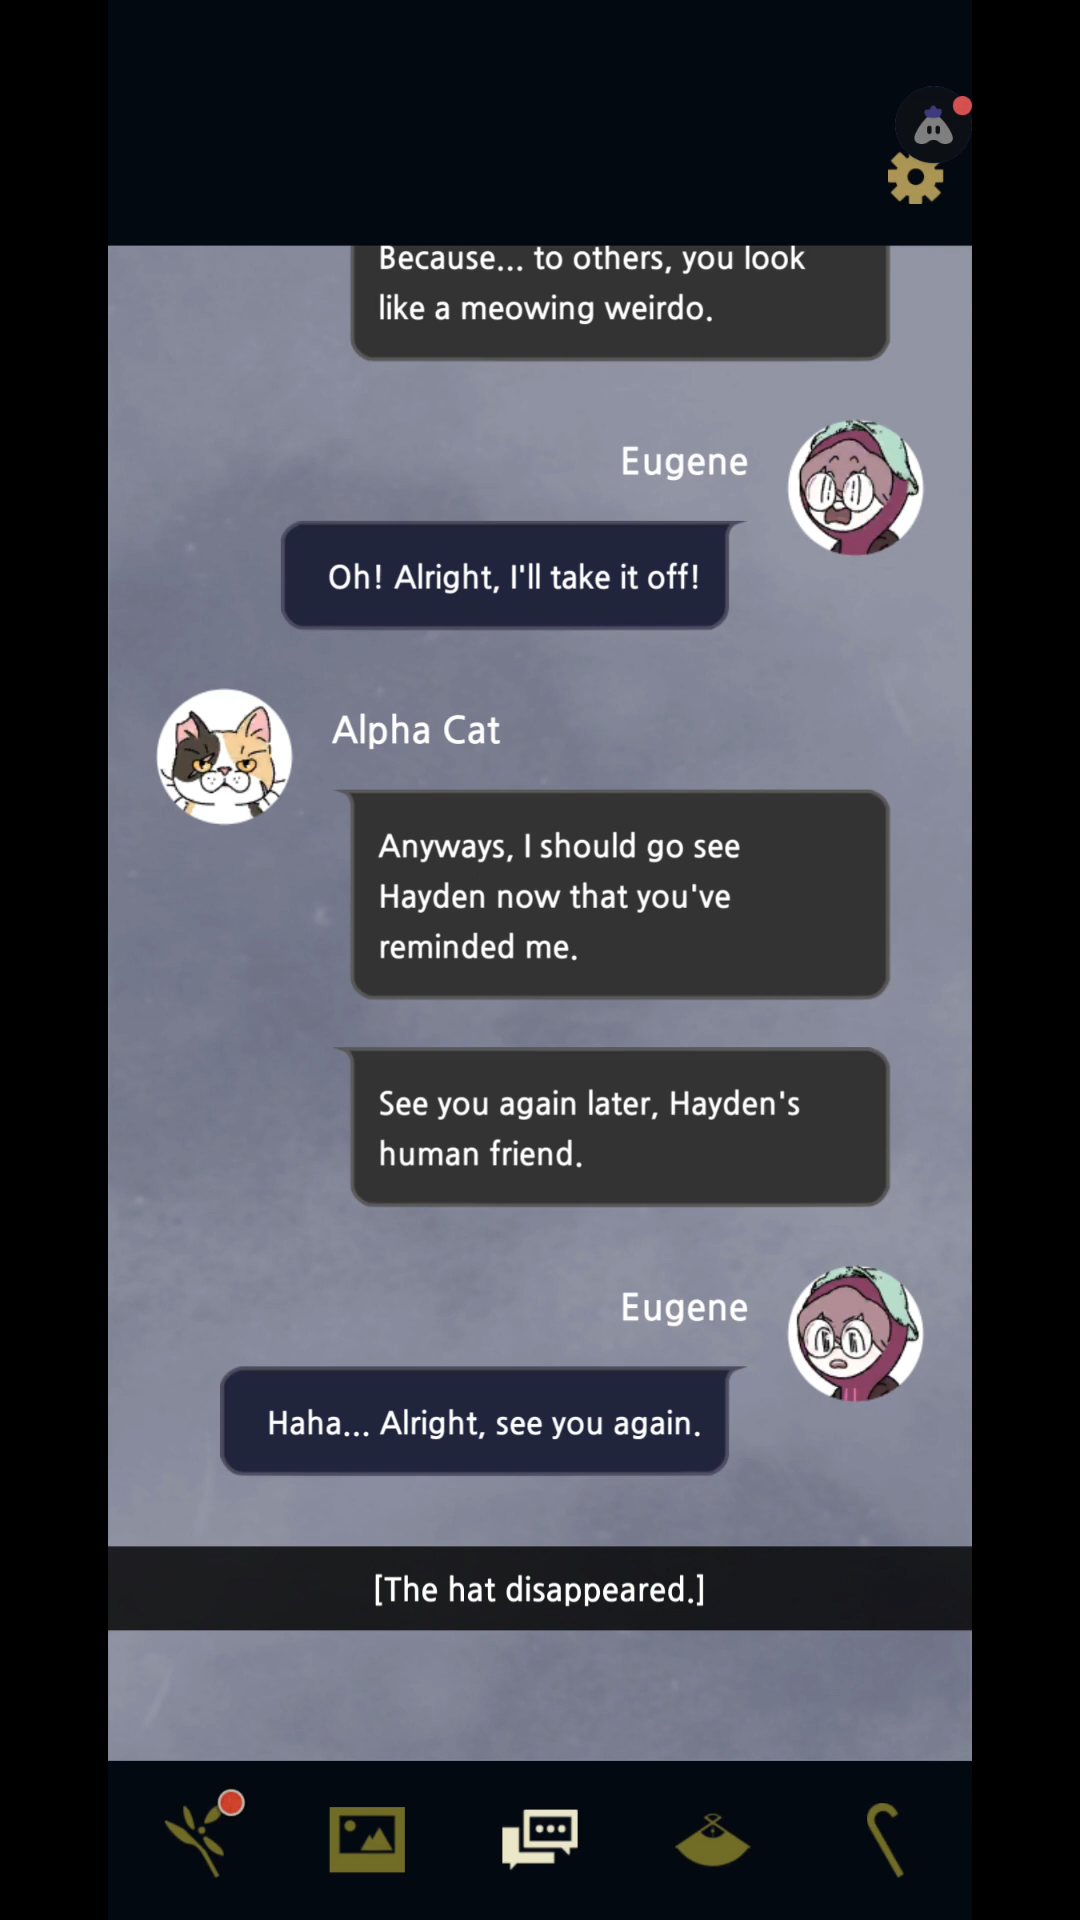 Because... to others, you look
like a meowing weirdo.
Eugene
Oh! Alright, I'll take it off!
Alpha Cat
Anyways, I should go see
Hayden now that you've
reminded me.
See you again later, Hayden's
human friend.
Eugene
Haha... Alright, see you again.
[The hat disappeared.]